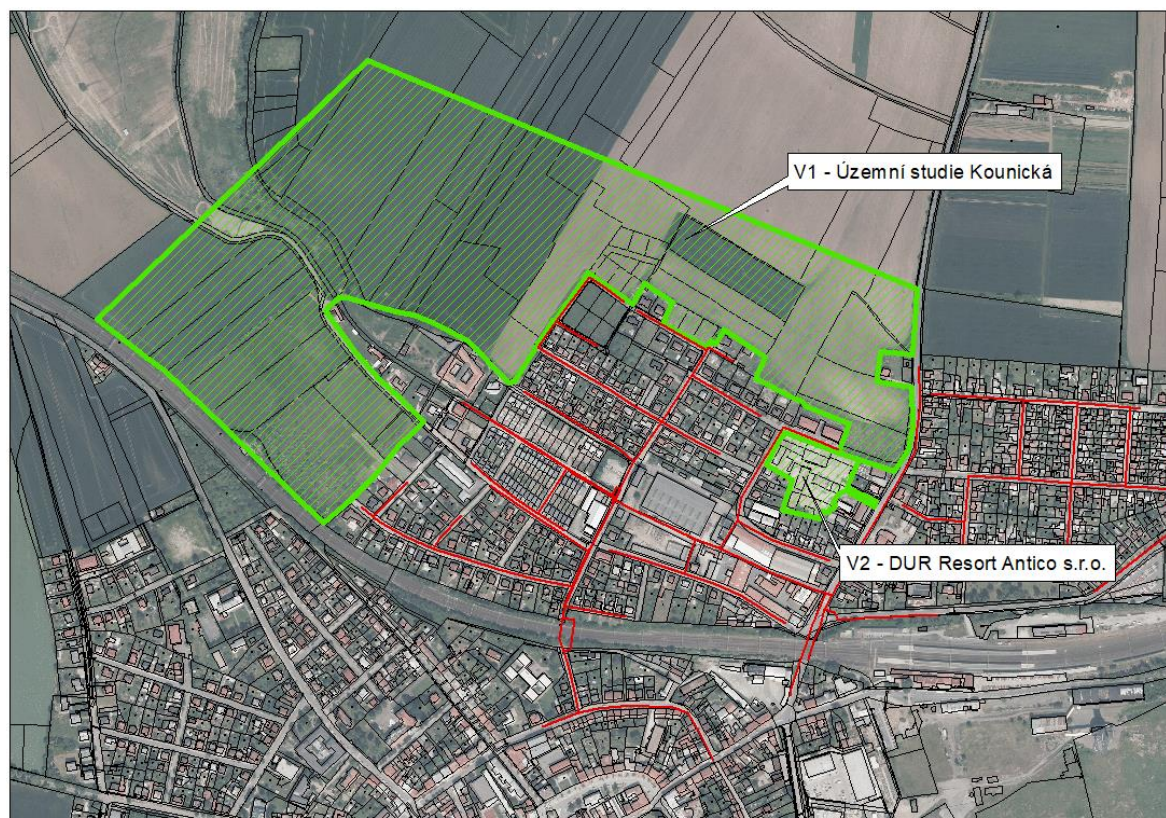 V1 - Územní studie Kounická
V2 - DUR Resort Antico s.r.o.